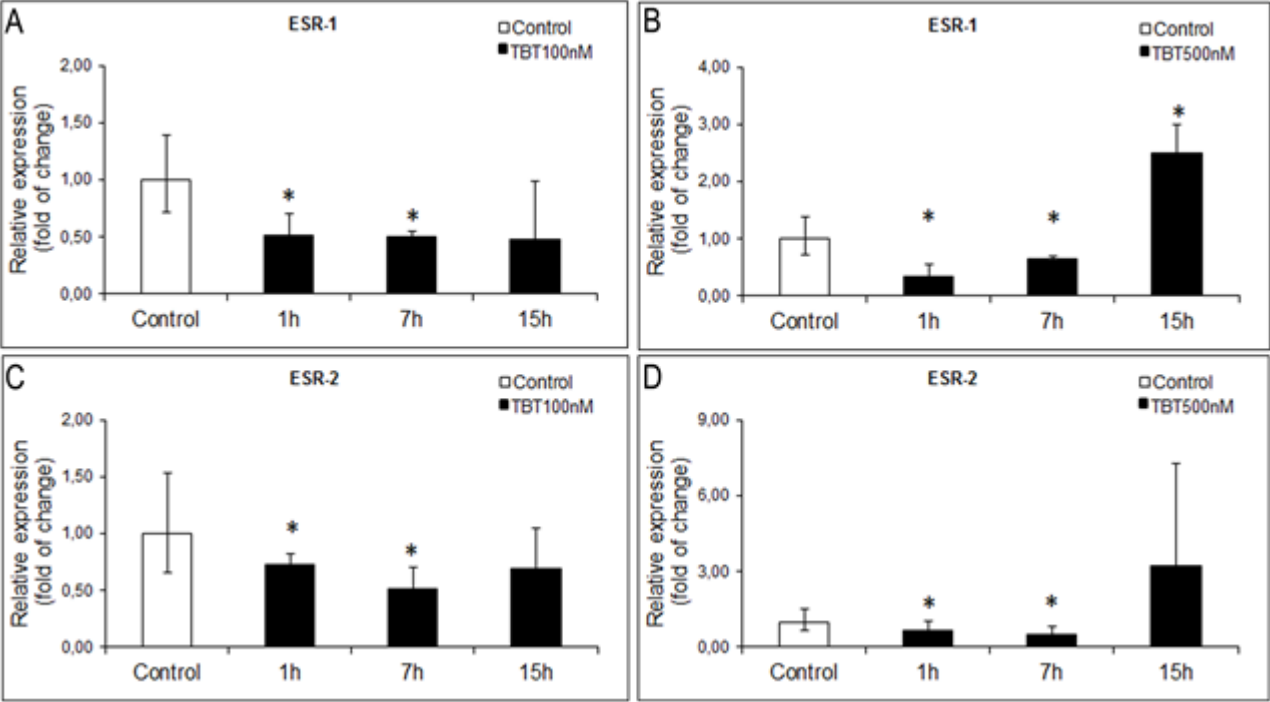 A
ESR-1
Control
TBT100nM
Relative expression
(fold of change)
2,00
1,50
1,00
0,50
0,00
Control 1h 7h 15h
* *
B
ESR-1
Control
TBT500nM
Relative expression
(fold of change)
4,00
3,00
2,00
1,00
0,00
Control 1h 7h 15h
* * *
C
ESR-2
Control
TBT100nM
Relative expression
(fold of change)
2,00
1,50
1,00
0,50
0,00
Control 1h 7h 15h
* *
D
ESR-2
Control
TBT500nM
Relative expression
(fold of change)
9,00
6,00
3,00
0,00
Control 1h 7h 15h
* *